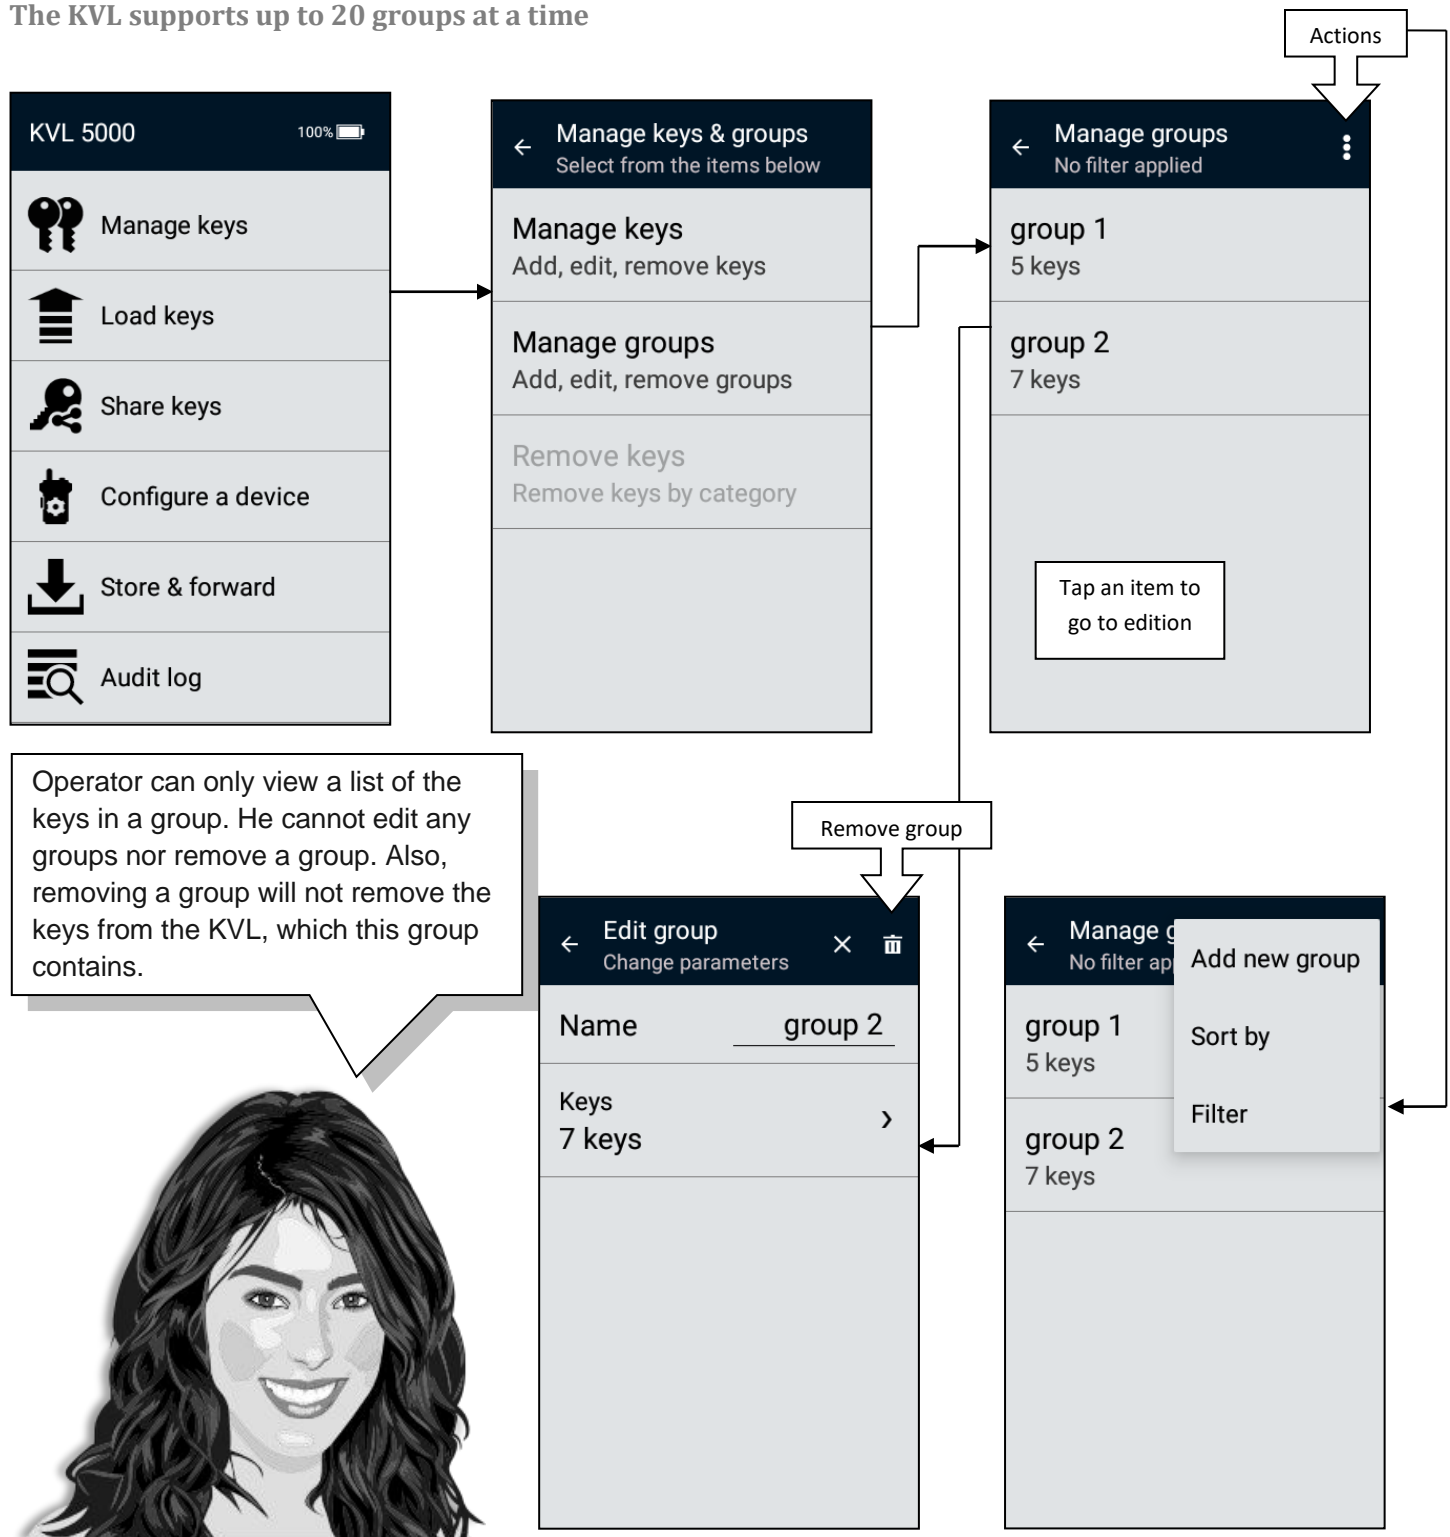 The KVL supports up to 20 groups at a time
Actions
KVL 5000
100%
Manage keys
Load keys
Share keys
Configure a device
Store & forward
Audit log
Manage keys & groups
Select from the items below
Manage keys
Add, edit, remove keys
Manage groups
Add, edit, remove groups
Remove keys
Remove keys by category
Manage groups
No filter applied
group 1
5 keys
group 2
7 keys
Tap an item to
go to edition
Operator can only view a list of the
keys in a group. He cannot edit any
groups nor remove a group. Also,
removing a group will not remove the
keys from the KVL, which this group
contains.
Remove group
Edit group
Change parameters
Name
group 2
Keys
7 keys
Manage g
No filter ap
Add new group
Sort by
Filter
group 1
5 keys
group 2
7 keys